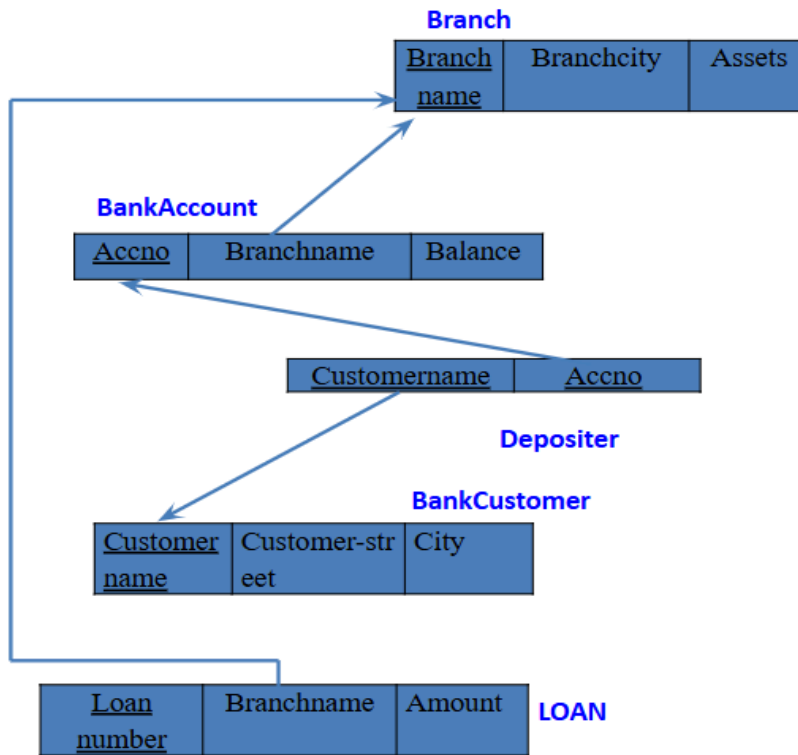 Branch
Branch Branchcity Assets
name
BankAccount
Accno Branchname Balance
Customername Accno
Depositer
BankCustomer
Customer Customer-str City
name eet
Loan Branchname Amount
number
LOAN